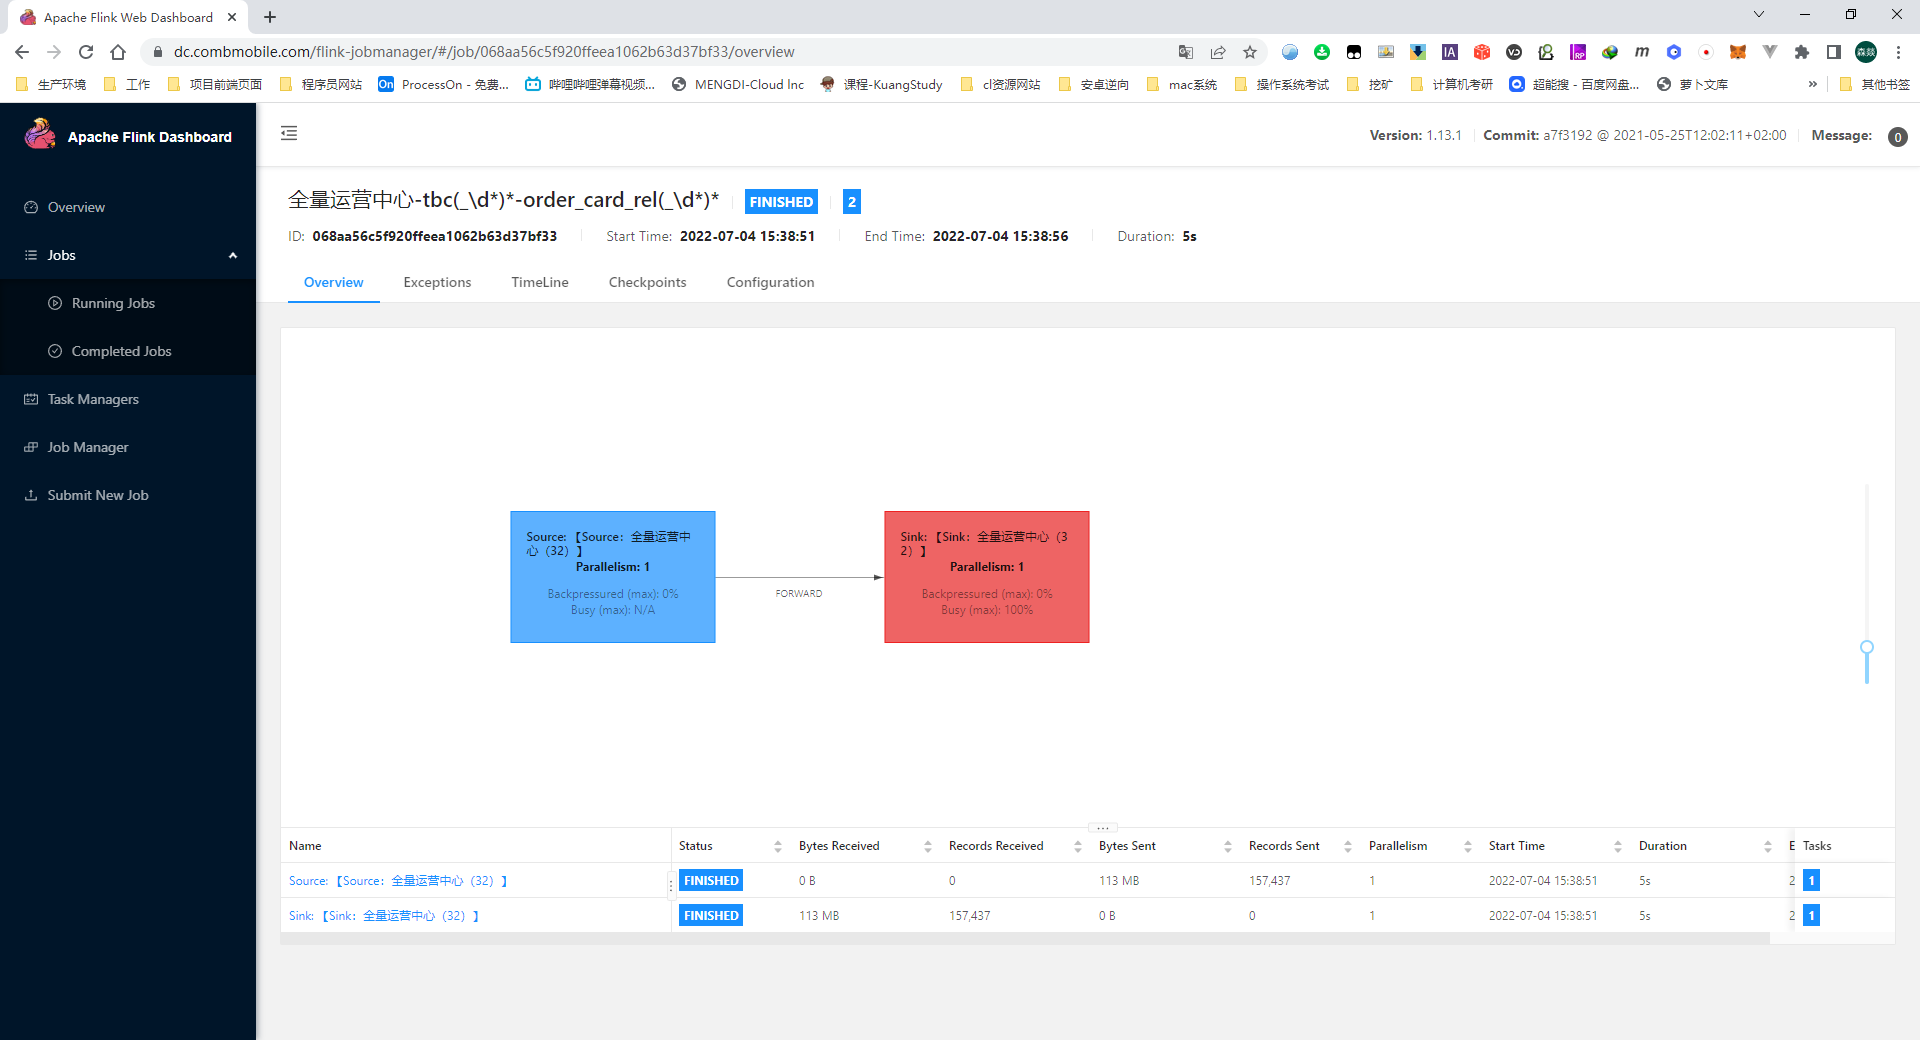 Apache Flink Web Dashboard
dc.combmobile.com/flink-jobmanager/#/job/068aa56c5f920ffeea1062b63d37bf33/overview
生产环境 工作 项目前端页面 程序员网站 On ProcessOn - 免费... 哔哩哔哩弹幕视频... MENGDI-Cloud Inc 课程-KuangStudy cl资源网站 安卓逆向 mac系统 操作系统考试 挖矿 计算机考研 超能搜 - 百度网盘... 萝卜文库 » 其他书签
Apache Flink Dashboard
Version: 1.13.1 Commit: a7f3192 @ 2021-05-25T12:02:11+02:00 Message: 0
Overview
Jobs
Running Jobs
Completed Jobs
Task Managers
Job Manager
Submit New Job
全量运营中心-tbc(_\d*)*-order_card_rel(_\d*)* FINISHED 2
ID: 068aa56c5f920ffeea1062b63d37bf33 Start Time: 2022-07-04 15:38:51 End Time: 2022-07-04 15:38:56 Duration: 5s
Overview Exceptions TimeLine Checkpoints Configuration
Source: 【Source：全量运营中
心（32）】
Parallelism: 1
Backpressured (max): 0%
Busy (max): N/A
FORWARD
Sink: 【Sink：全量运营中心（3
2）】
Parallelism: 1
Backpressured (max): 0%
Busy (max): 100%
Name Status Bytes Received Records Received Bytes Sent Records Sent Parallelism Start Time Duration E Tasks
Source: 【Source：全量运营中心（32）】 FINISHED 0 B 0 113 MB 157,437 1 2022-07-04 15:38:51 5s 2 1
Sink: 【Sink：全量运营中心（32）】 FINISHED 113 MB 157,437 0 B 0 1 2022-07-04 15:38:51 5s 2 1